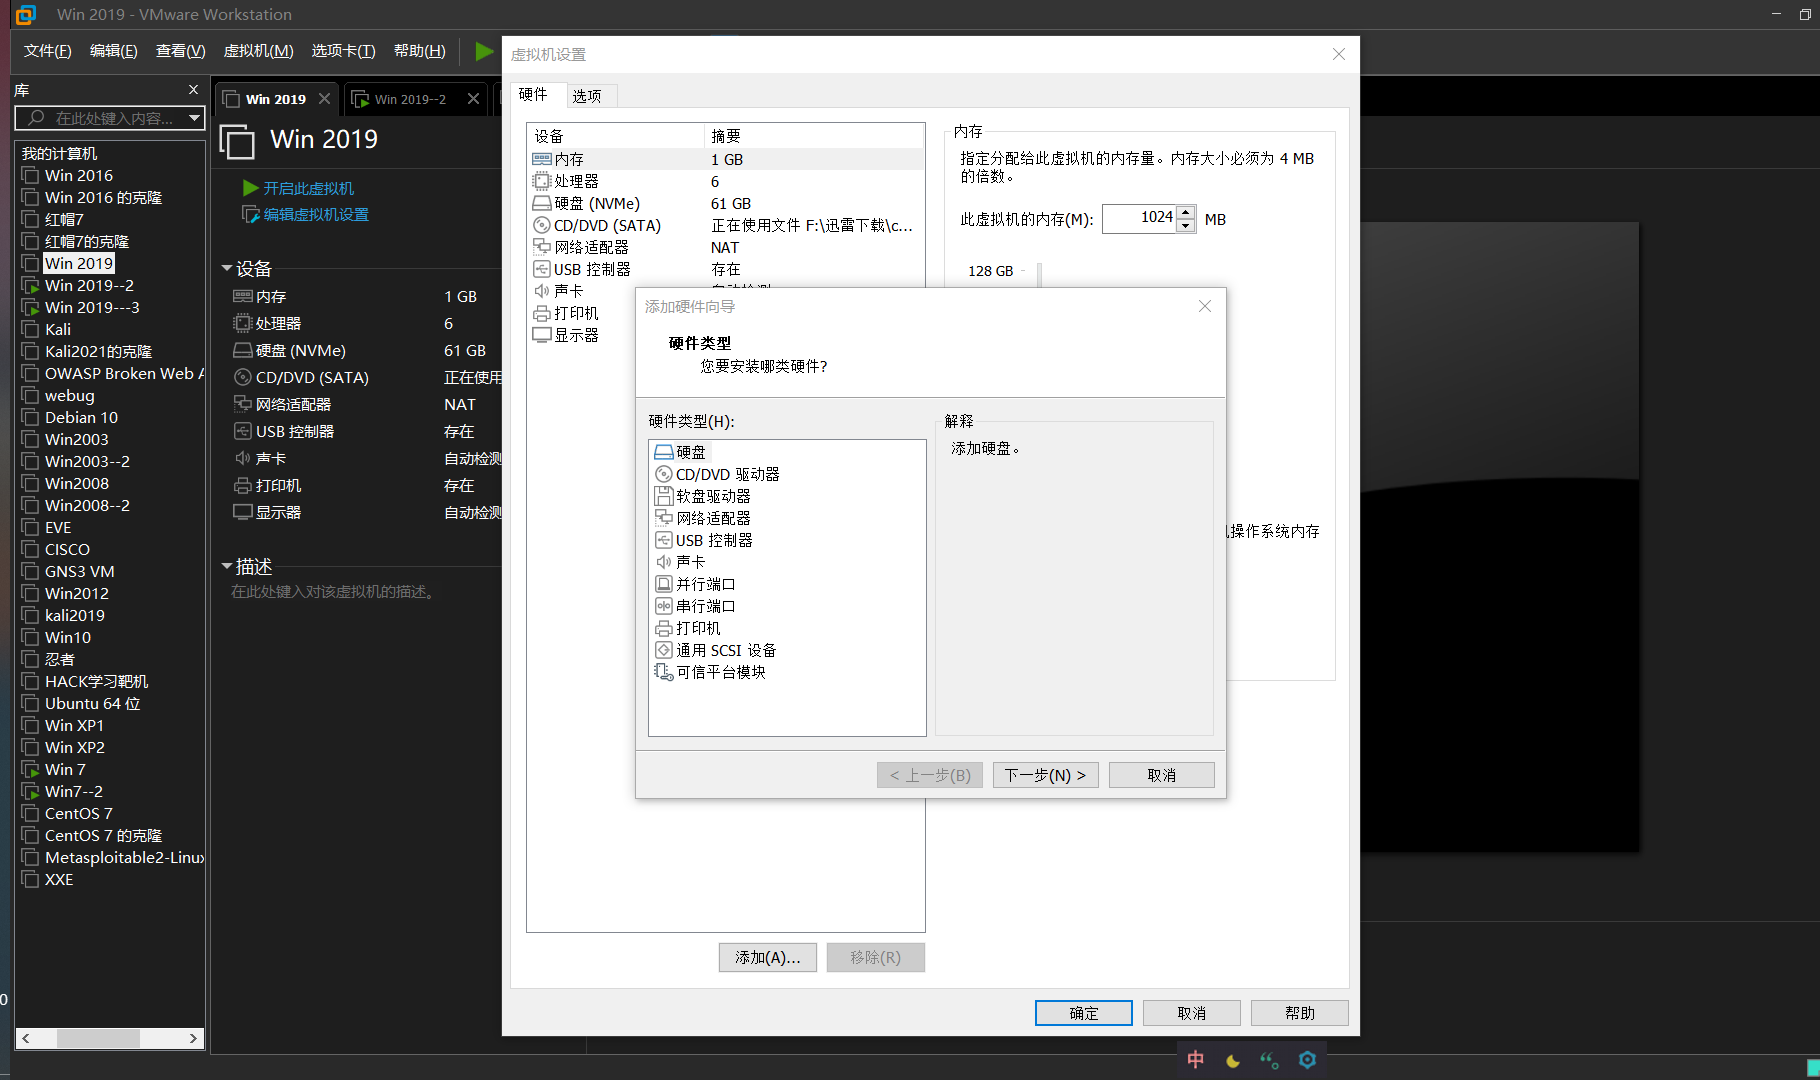 Win 2019 - VMware Workstation
文件(F) 编辑(E) 查看(V) 虚拟机(M) 选项卡(T) 帮助(H)
库
在此处键入内容...
我的计算机
Win 2016
Win 2016 的克隆
红帽7
红帽7的克隆
Win 2019
Win 2019--2
Win 2019---3
Kali
Kali2021的克隆
OWASP Broken Web A
webug
Debian 10
Win2003
Win2003--2
Win2008
Win2008--2
EVE
CISCO
GNS3 VM
Win2012
kali2019
Win10
忍者
HACK学习靶机
Ubuntu 64 位
Win XP1
Win XP2
Win 7
Win7--2
CentOS 7
CentOS 7 的克隆
Metasploitable2-Linux
XXE
Win 2019
Win 2019--2
Win 2019
开启此虚拟机
编辑虚拟机设置
设备
内存 1 GB
处理器 6
硬盘 (NVMe) 61 GB
CD/DVD (SATA) 正在使用
网络适配器 NAT
USB 控制器 存在
声卡 自动检测
打印机 存在
显示器 自动检测
描述
在此处键入对该虚拟机的描述。
虚拟机设置
硬件 选项
设备 摘要
内存 1 GB
处理器 6
硬盘 (NVMe) 61 GB
CD/DVD (SATA) 正在使用文件 F:\迅雷下载\c...
网络适配器 NAT
USB 控制器 存在
声卡 自动检测
打印机
显示器
内存
指定分配给此虚拟机的内存量。内存大小必须为 4 MB
的倍数。
此虚拟机的内存(M): 1024 MB
128 GB
操作系统内存
添加硬件向导
硬件类型
您要安装哪类硬件?
硬件类型(H):
硬盘
CD/DVD 驱动器
软盘驱动器
网络适配器
USB 控制器
声卡
并行端口
串行端口
打印机
通用 SCSI 设备
可信平台模块
解释
添加硬盘。
< 上一步(B) 下一步(N) > 取消
添加(A)... 移除(R)
确定 取消 帮助
0
中